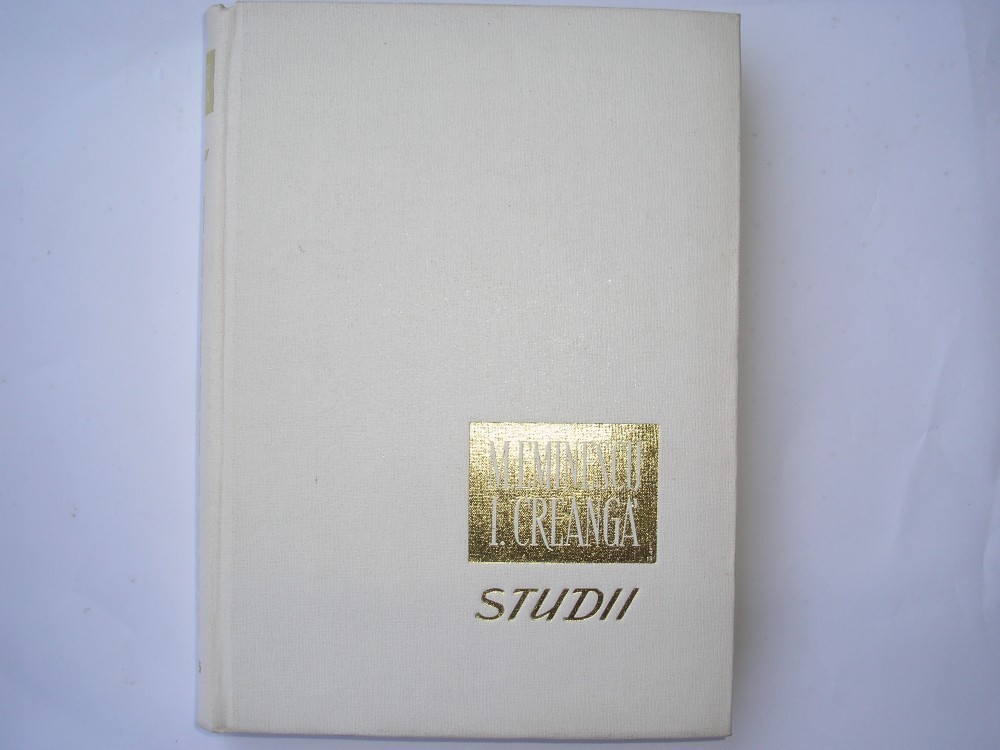 M. EMINESCU
I. CREANGĂ
STUDII